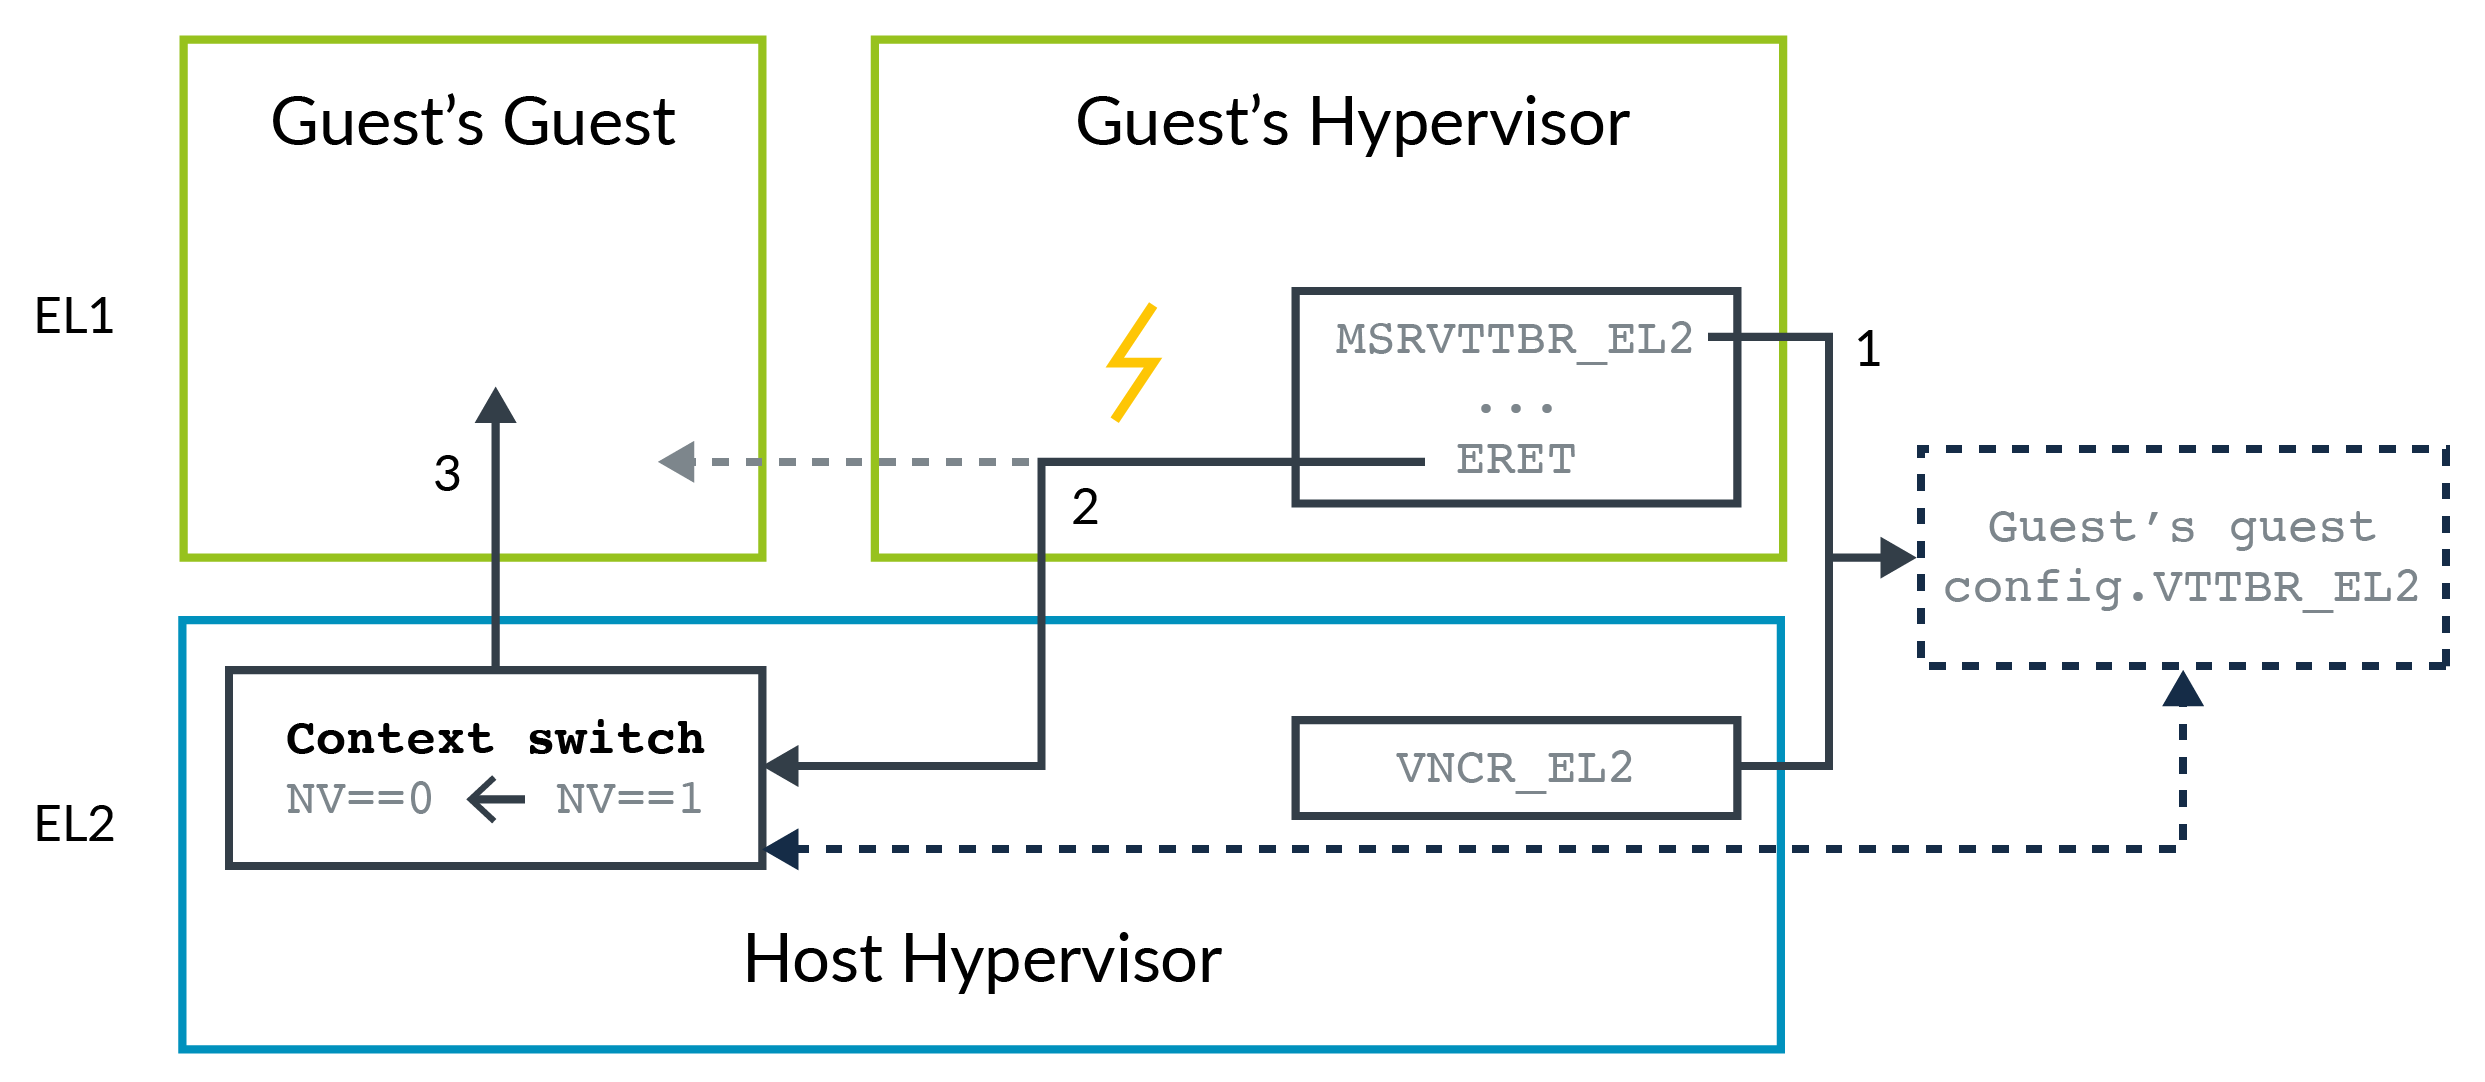 Guest’s Guest
Guest’s Hypervisor
EL1
MSRVTTBR_EL2
...
ERET
1
2
3
Guest’s guest
config.VTTBR_EL2
EL2
Context switch
NV==0 ← NV==1
VNCR_EL2
Host Hypervisor